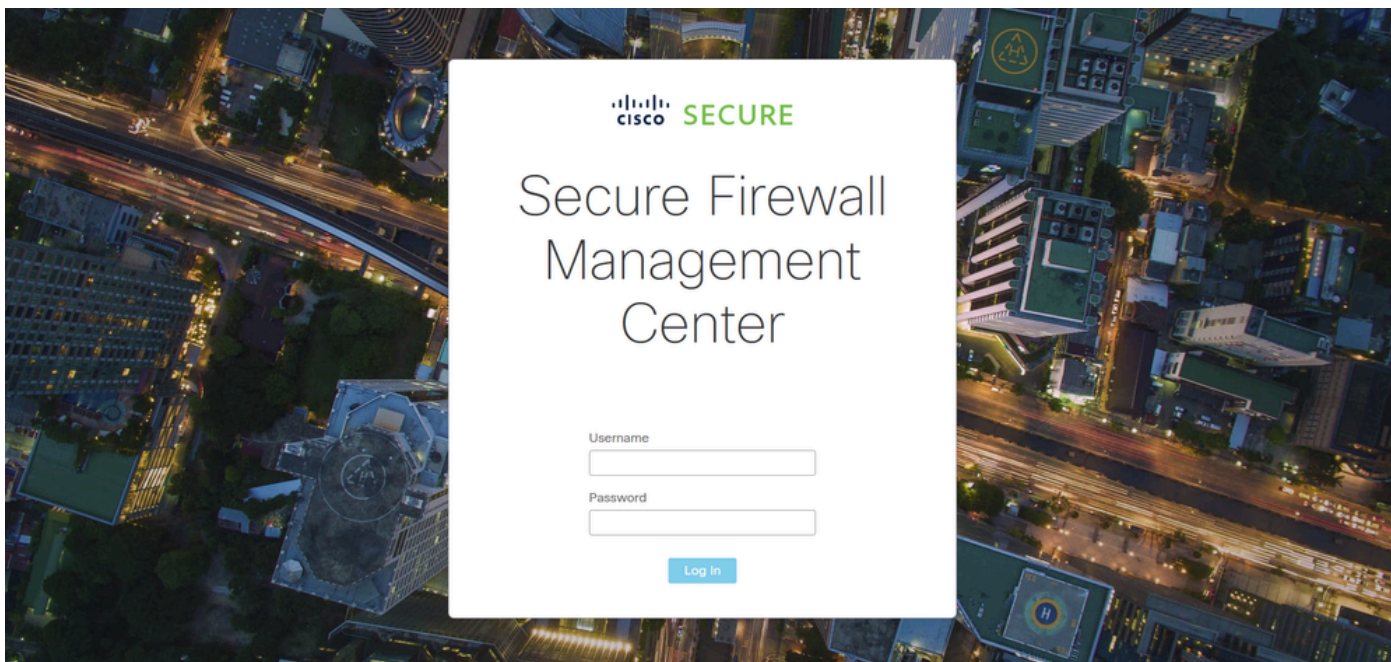 cisco SECURE
Secure Firewall
Management
Center
Username
Password
Log In
H